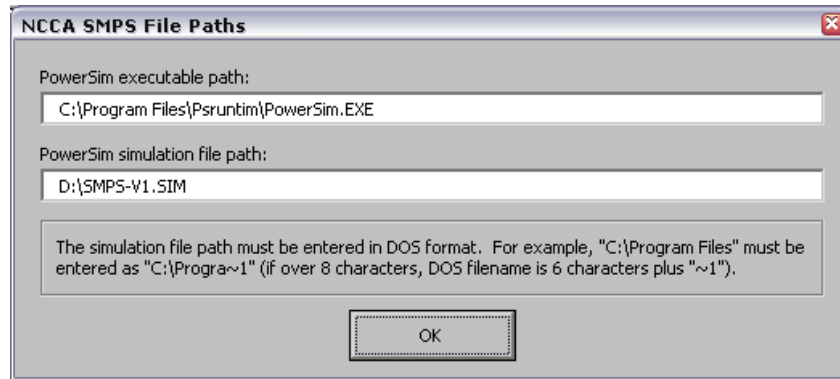 NCCA SMPS File Paths
PowerSim executable path:
C:\Program Files\Psruntim\PowerSim.EXE
PowerSim simulation file path:
D:\SMPS-V1.SIM
The simulation file path must be entered in DOS format.  For example, "C:\Program Files" must be
entered as "C:\Progra~1" (if over 8 characters, DOS filename is 6 characters plus "~1").
OK